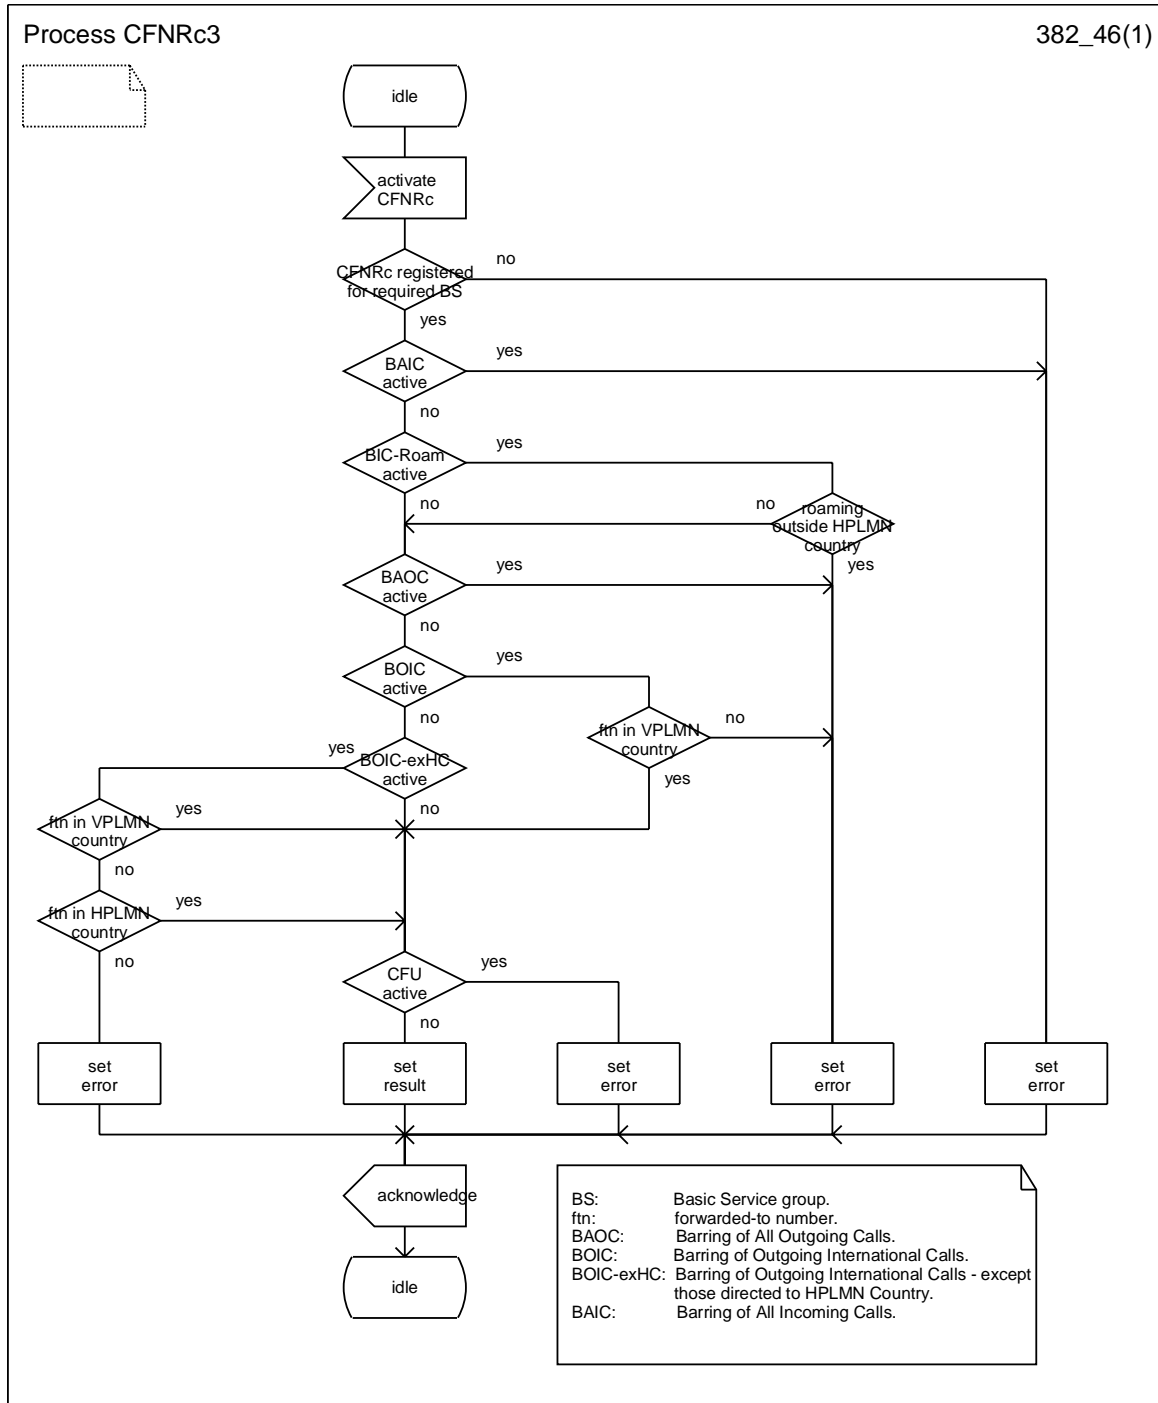 Process CFNRc3
382_46(1)
idle
activate
CFNRc
CFNRc registered
for required BS
no
yes
BAIC
active
yes
no
BIC-Roam
active
yes
no
roaming
outside HPLMN
country
no
yes
BAOC
active
yes
no
BOIC
active
yes
no
ftn in VPLMN
country
no
yes
BOIC-exHC
active
yes
no
ftn in VPLMN
country
yes
no
ftn in HPLMN
country
yes
no
CFU
active
yes
no
set
error
set
result
set
error
set
error
set
error
acknowledge
idle
BS: Basic Service group.
ftn: forwarded-to number.
BAOC: Barring of All Outgoing Calls.
BOIC: Barring of Outgoing International Calls.
BOIC-exHC: Barring of Outgoing International Calls - except
those directed to HPLMN Country.
BAIC: Barring of All Incoming Calls.